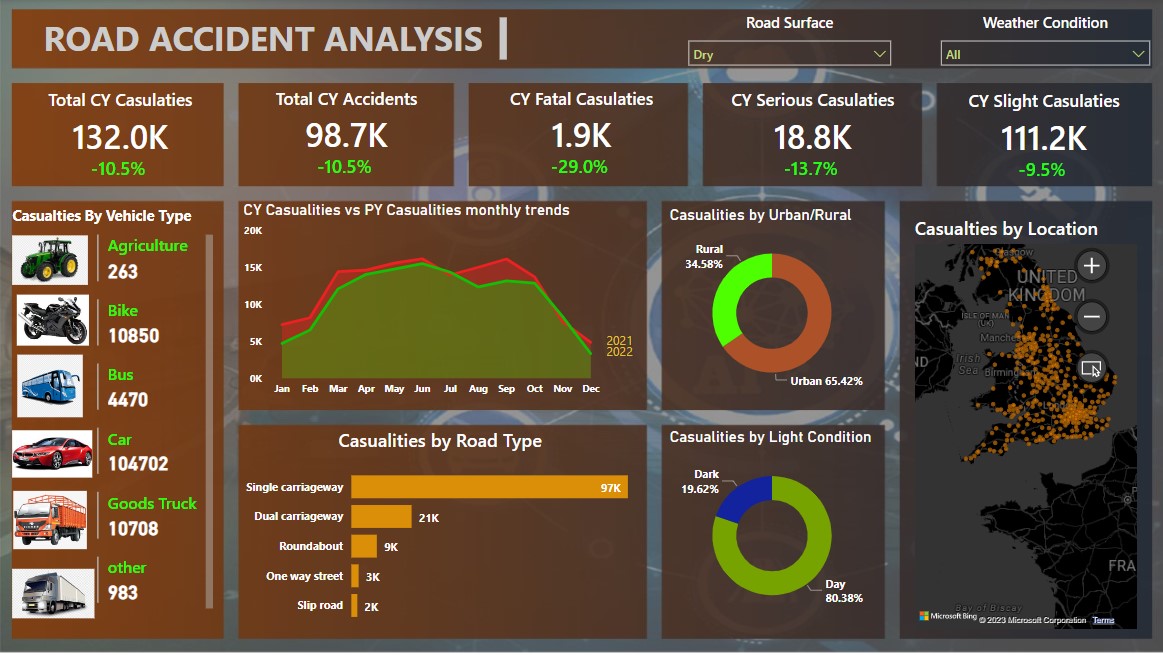 ROAD ACCIDENT ANALYSIS
Road Surface
Dry
Weather Condition
All
Total CY Casulaties
132.0K
-10.5%
Total CY Accidents
98.7K
-10.5%
CY Fatal Casulaties
1.9K
-29.0%
CY Serious Casulaties
18.8K
-13.7%
CY Slight Casulaties
111.2K
-9.5%
Casualties By Vehicle Type
Agriculture
263
Bike
10850
Bus
4470
Car
104702
Goods Truck
10708
other
983
CY Casualities vs PY Casualities monthly trends
20K
15K
10K
5K
0K
Jan Feb Mar Apr May Jun Jul Aug Sep Oct Nov Dec
2021
2022
Casualities by Urban/Rural
Rural
34.58%
Urban 65.42%
Casualities by Road Type
Single carriageway 97K
Dual carriageway 21K
Roundabout 9K
One way street 3K
Slip road 2K
Casualities by Light Condition
Dark
19.62%
Day
80.38%
Casualties by Location
Glasgow
UNITED
KINGDOM
ISLE OF MAN
(UK)
Manche
Irish
Sea
Birmingh
ND
FRA
Bay of Biscay
Microsoft Bing
© 2023 Microsoft Corporation Terms